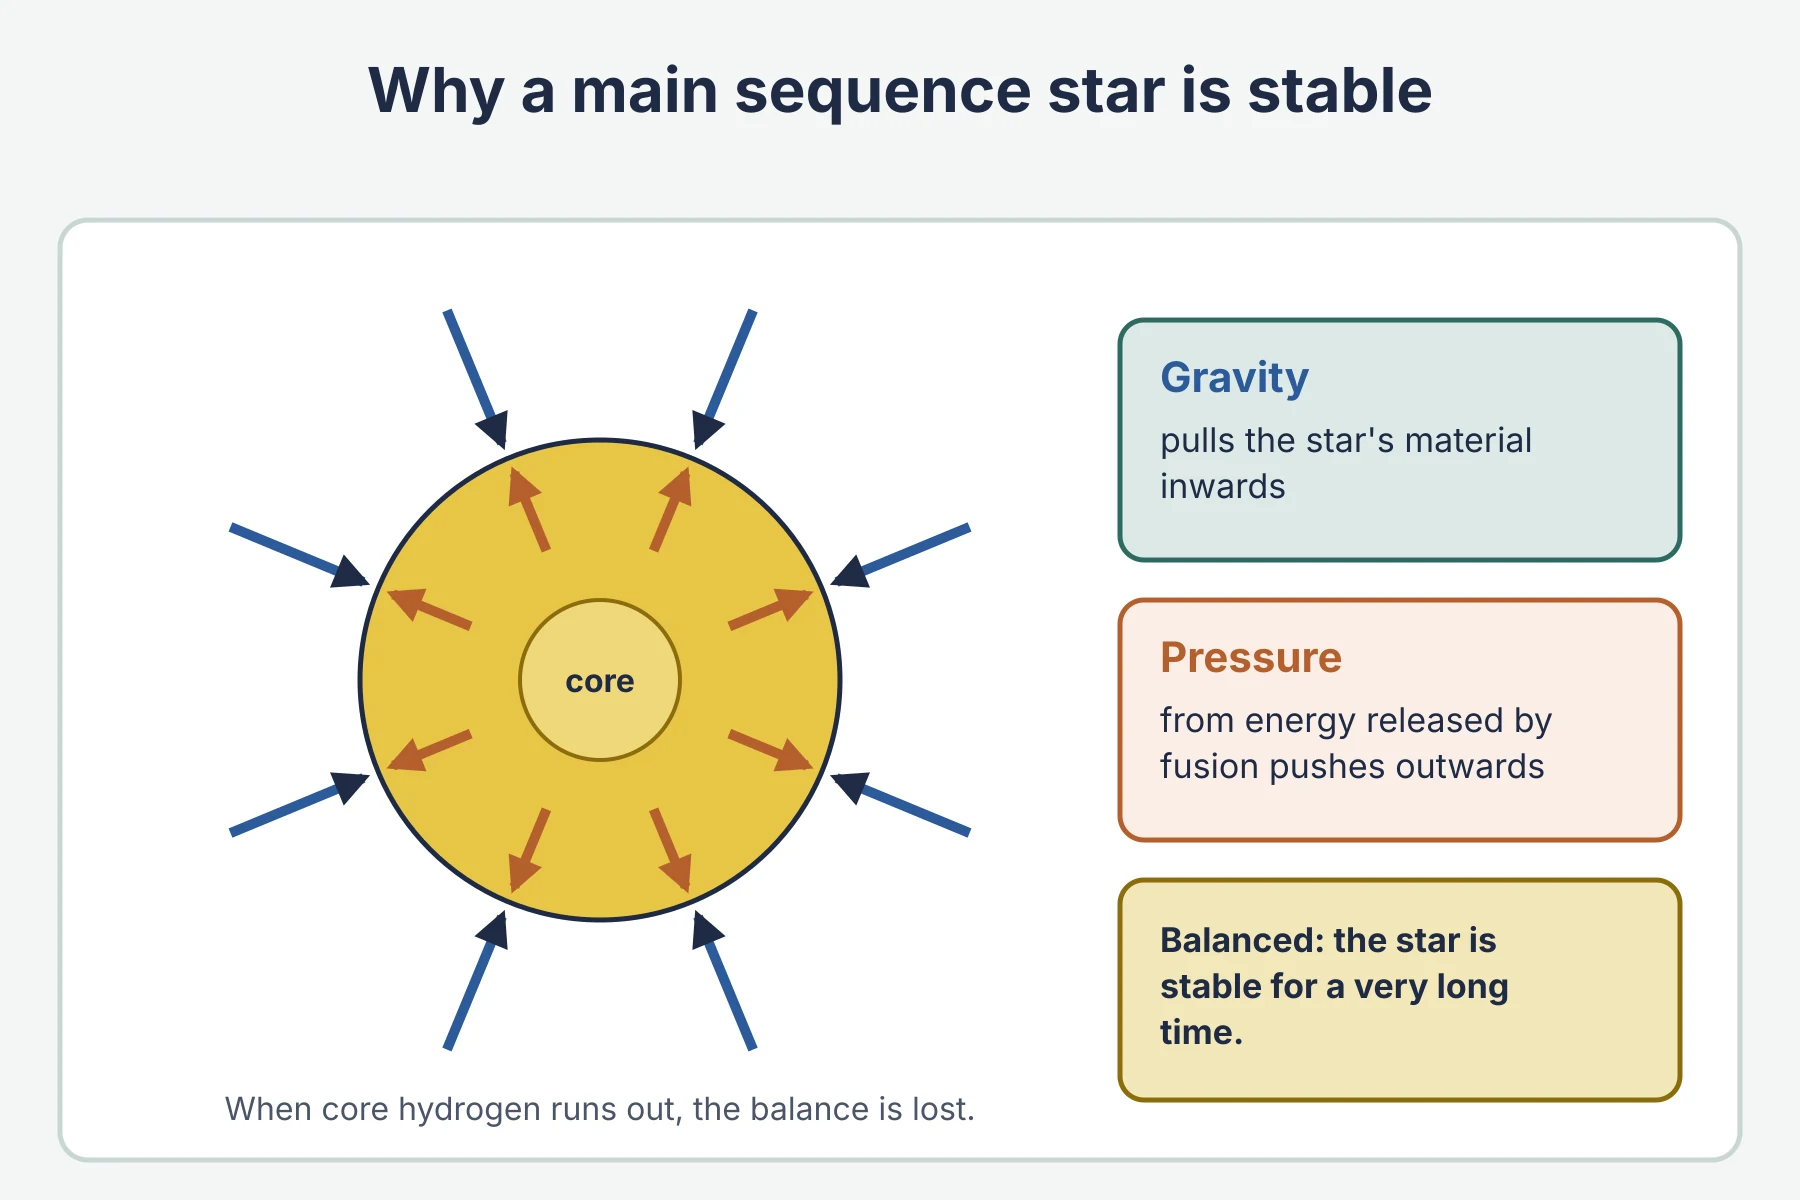 Why a main sequence star is stable
core
When core hydrogen runs out, the balance is lost.
Gravity
pulls the star's material
inwards
Pressure
from energy released by
fusion pushes outwards
Balanced: the star is
stable for a very long
time.